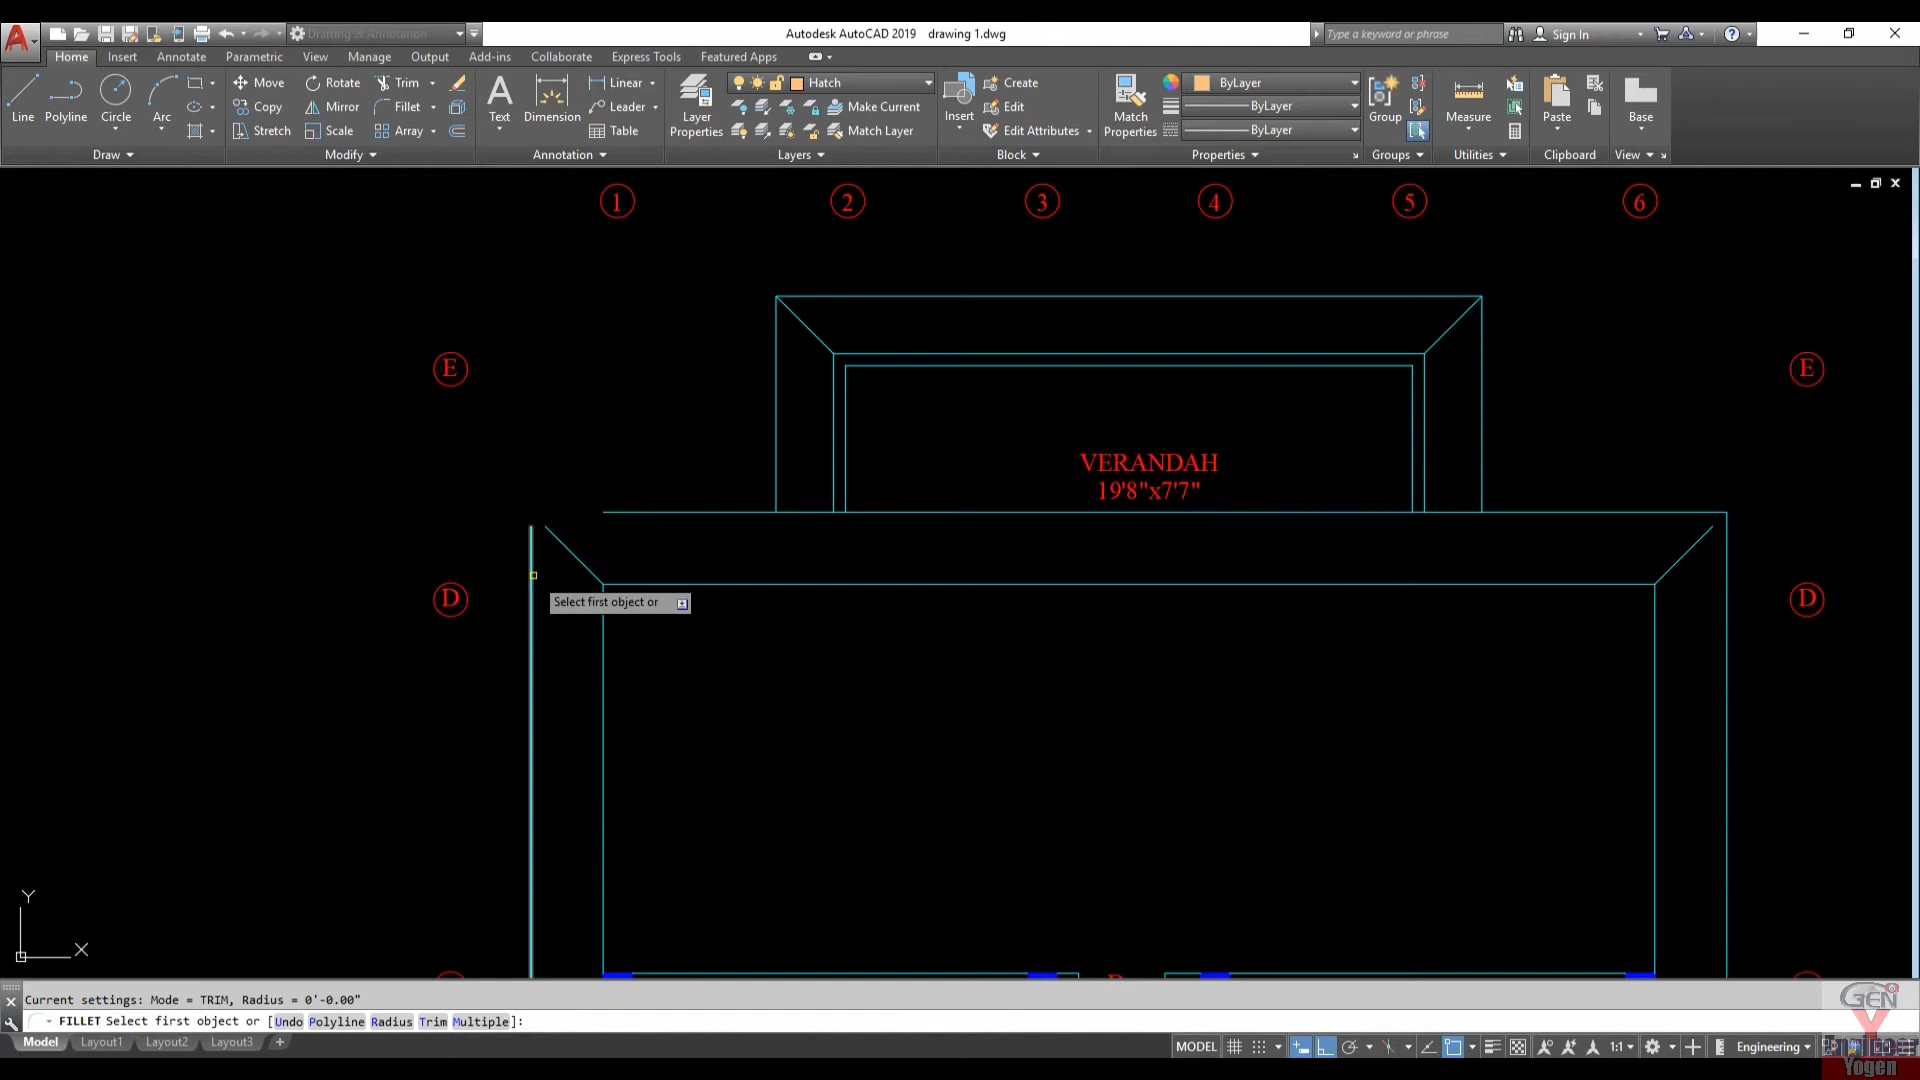 Drawing & Annotation
Autodesk AutoCAD 2019 drawing 1.dwg
Type a keyword or phrase
Sign In
Home Insert Annotate Parametric View Manage Output Add-ins Collaborate Express Tools Featured Apps
Line Polyline Circle Arc
Move Rotate Trim
Copy Mirror Fillet
Stretch Scale Array
Text Dimension
Linear
Leader
Table
Layer Properties
Hatch
Make Current
Match Layer
Insert
Create
Edit
Edit Attributes
Match Properties
ByLayer
ByLayer
ByLayer
Group
Measure
Paste
Base
Draw Modify Annotation Layers Block Properties Groups Utilities Clipboard View
1 2 3 4 5 6
E E
VERANDAH
19'8"x7'7"
D D
Select first object or
Y
X
Current settings: Mode = TRIM, Radius = 0'-0.00"
FILLET Select first object or [Undo Polyline Radius Trim Multiple]:
Model Layout1 Layout2 Layout3 +
MODEL 1:1 Engineering
GEN
Y
Yogen